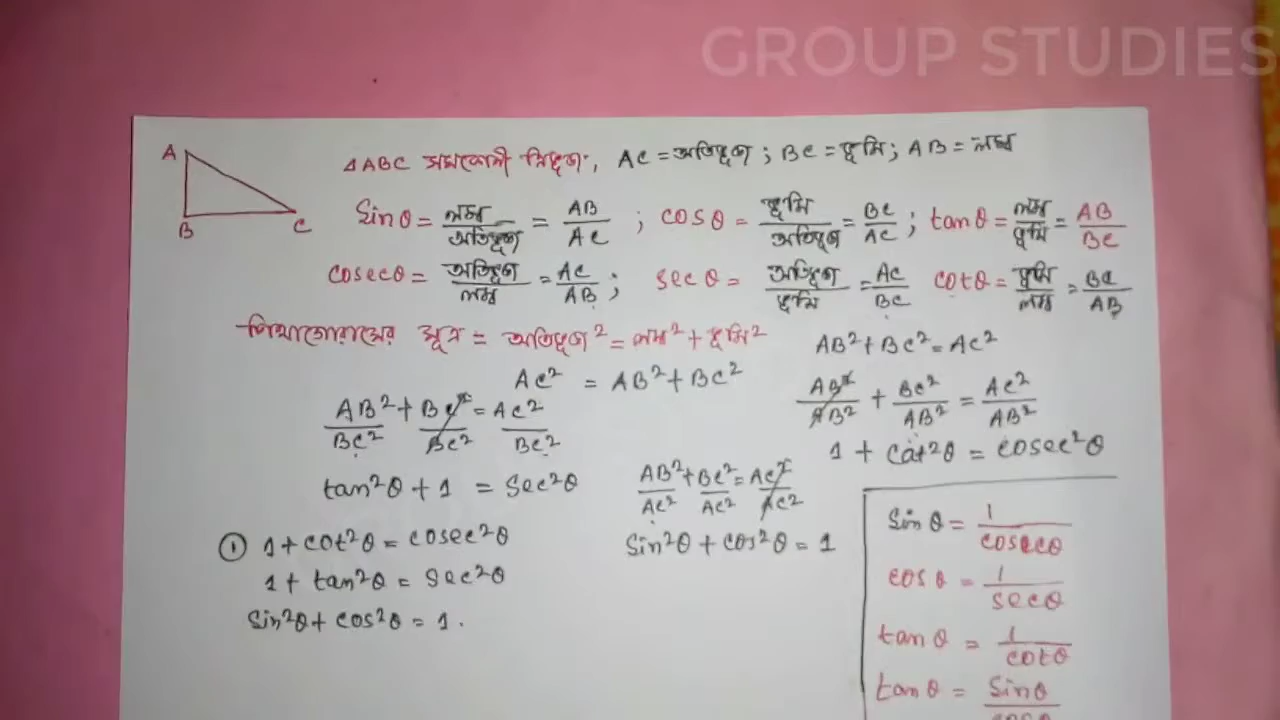 GROUP STUDIES
A
B
C
△ABC সমকোণী ত্রিভুজ, AC = অতিভুজ ; BC = ভূমি ; AB = লম্ব
Sinθ = লম্ব/অতিভুজ = AB/AC ; cosθ = ভূমি/অতিভুজ = BC/AC ; tanθ = লম্ব/ভূমি = AB/BC
cosecθ = অতিভুজ/লম্ব = AC/AB ; secθ = অতিভুজ/ভূমি = AC/BC cotθ = ভূমি/লম্ব = BC/AB
পিথাগোরাসের সূত্র = অতিভুজ² = লম্ব² + ভূমি²
AC² = AB² + BC²
AB²/BC² + BC²/BC² = AC²/BC²
tan²θ + 1 = Sec²θ
AB² + BC² = AC²
AB²/AB² + BC²/AB² = AC²/AB²
1 + cat²θ = cosec²θ
AB²/AC² + BC²/AC² = AC²/AC²
Sin²θ + cos²θ = 1
① 1 + cot²θ = cosec²θ
1 + tan²θ = sec²θ
Sin²θ + cos²θ = 1.
Sinθ = 1/cosecθ
cosθ = 1/secθ
tanθ = 1/cotθ
tanθ = Sinθ/cosθ